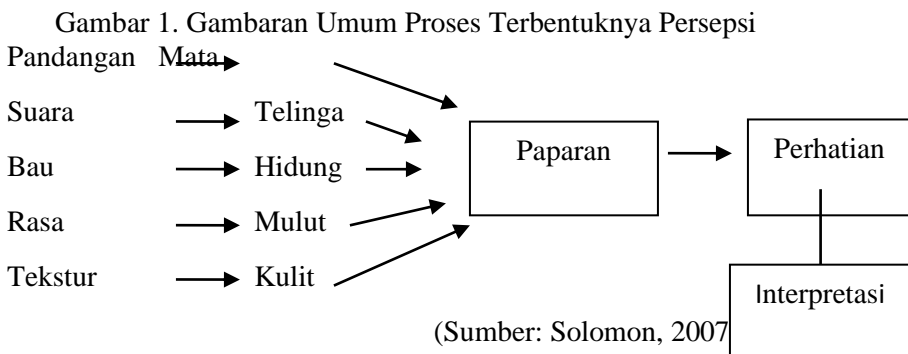 Gambar 1. Gambaran Umum Proses Terbentuknya Persepsi
Pandangan Mata
Suara Telinga
Bau Hidung
Rasa Mulut
Tekstur Kulit
Paparan
Perhatian
Interpretasi
(Sumber: Solomon, 2007